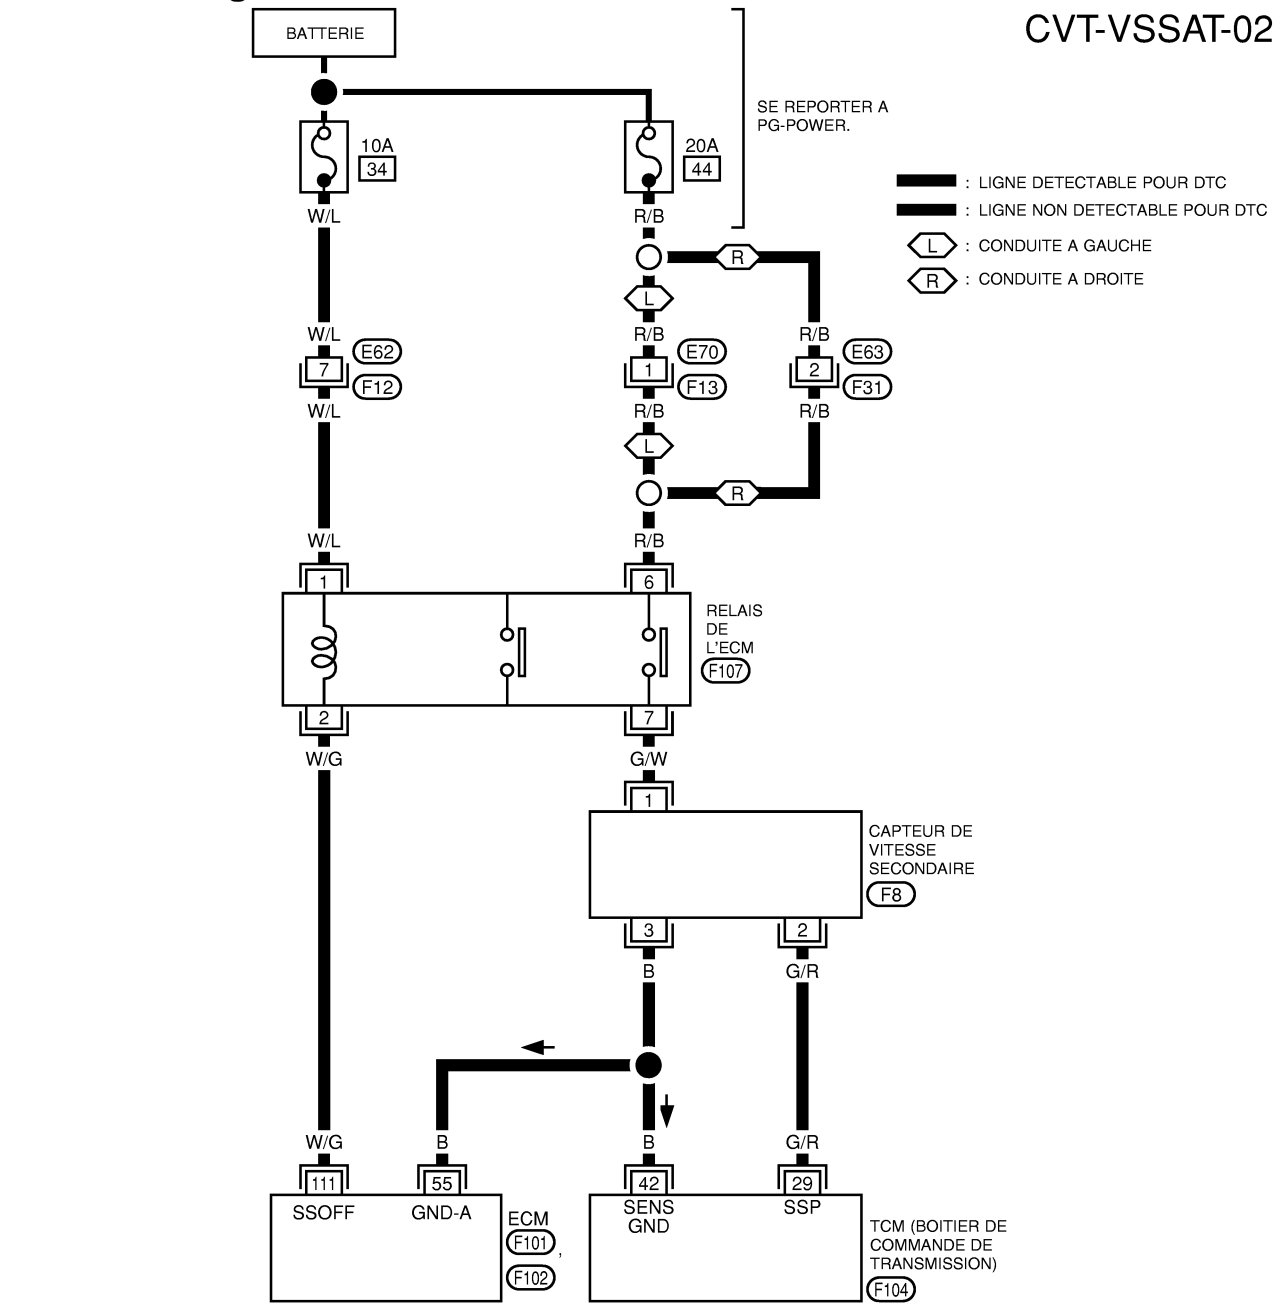 CVT-VSSAT-02
BATTERIE
SE REPORTER A
PG-POWER.
10A
34
20A
44
: LIGNE DETECTABLE POUR DTC
: LIGNE NON DETECTABLE POUR DTC
L : CONDUITE A GAUCHE
R : CONDUITE A DROITE
W/L
R/B
R
L
W/L
R/B
R/B
7
E62
F12
1
E70
F13
2
E63
F31
W/L
R/B
R/B
L
R
W/L
R/B
1
6
RELAIS
DE
L'ECM
F107
2
7
W/G
G/W
1
CAPTEUR DE
VITESSE
SECONDAIRE
F8
3
2
B
G/R
W/G
B
B
G/R
111
55
42
29
SSOFF
GND-A
SENS
GND
SSP
ECM
F101 ,
F102
TCM (BOITIER DE
COMMANDE DE
TRANSMISSION)
F104